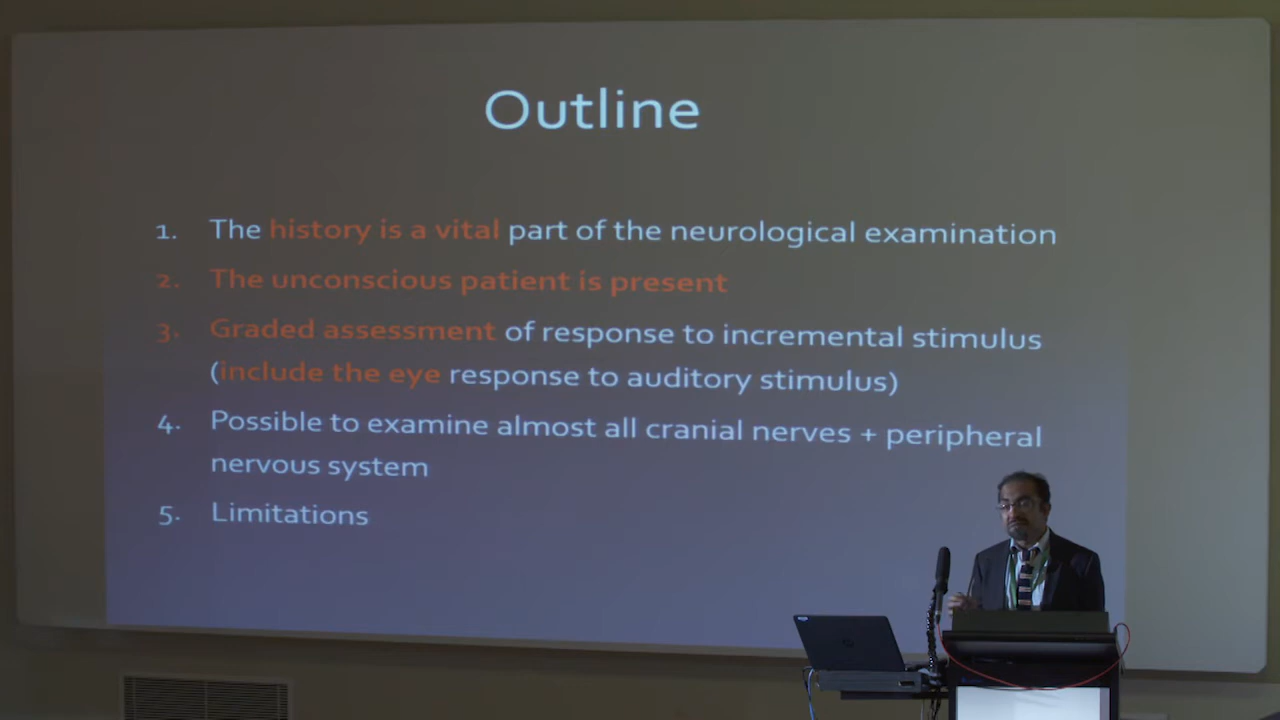 Outline
1. The history is a vital part of the neurological examination
2. The unconscious patient is present
3. Graded assessment of response to incremental stimulus
(include the eye response to auditory stimulus)
4. Possible to examine almost all cranial nerves + peripheral
nervous system
5. Limitations